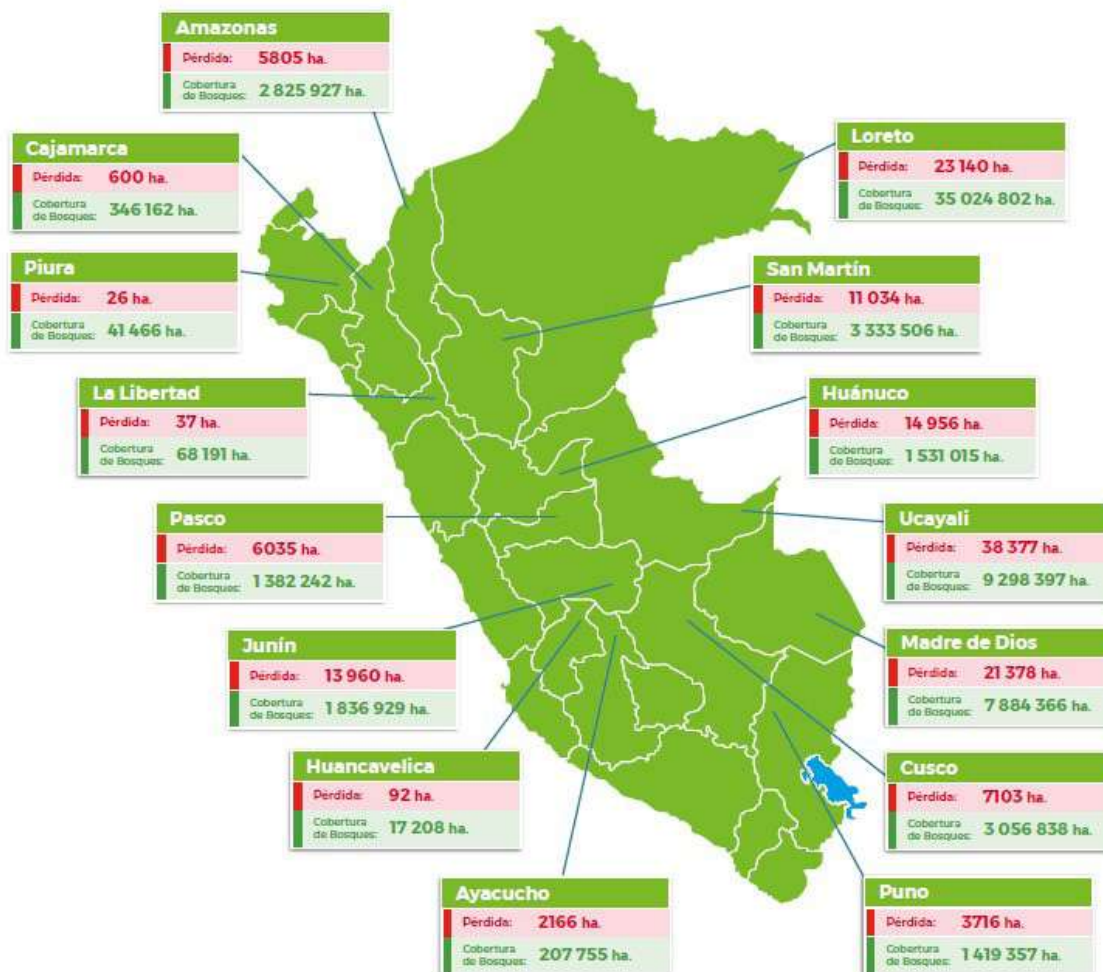 Amazonas
Pérdida: 5805 ha.
Cobertura
de Bosques: 2 825 927 ha.
Cajamarca
Pérdida: 600 ha.
Cobertura
de Bosques: 346 162 ha.
Piura
Pérdida: 26 ha.
Cobertura
de Bosques: 41 466 ha.
La Libertad
Pérdida: 37 ha.
Cobertura
de Bosques: 68 191 ha.
Pasco
Pérdida: 6035 ha.
Cobertura
de Bosques: 1 382 242 ha.
Junín
Pérdida: 13 960 ha.
Cobertura
de Bosques: 1 836 929 ha.
Huancavelica
Pérdida: 92 ha.
Cobertura
de Bosques: 17 208 ha.
Ayacucho
Pérdida: 2166 ha.
Cobertura
de Bosques: 207 755 ha.
Loreto
Pérdida: 23 140 ha.
Cobertura
de Bosques: 35 024 802 ha.
San Martín
Pérdida: 11 034 ha.
Cobertura
de Bosques: 3 333 506 ha.
Huánuco
Pérdida: 14 956 ha.
Cobertura
de Bosques: 1 531 015 ha.
Ucayali
Pérdida: 38 377 ha.
Cobertura
de Bosques: 9 298 397 ha.
Madre de Dios
Pérdida: 21 378 ha.
Cobertura
de Bosques: 7 884 366 ha.
Cusco
Pérdida: 7103 ha.
Cobertura
de Bosques: 3 056 838 ha.
Puno
Pérdida: 3716 ha.
Cobertura
de Bosques: 1 419 357 ha.